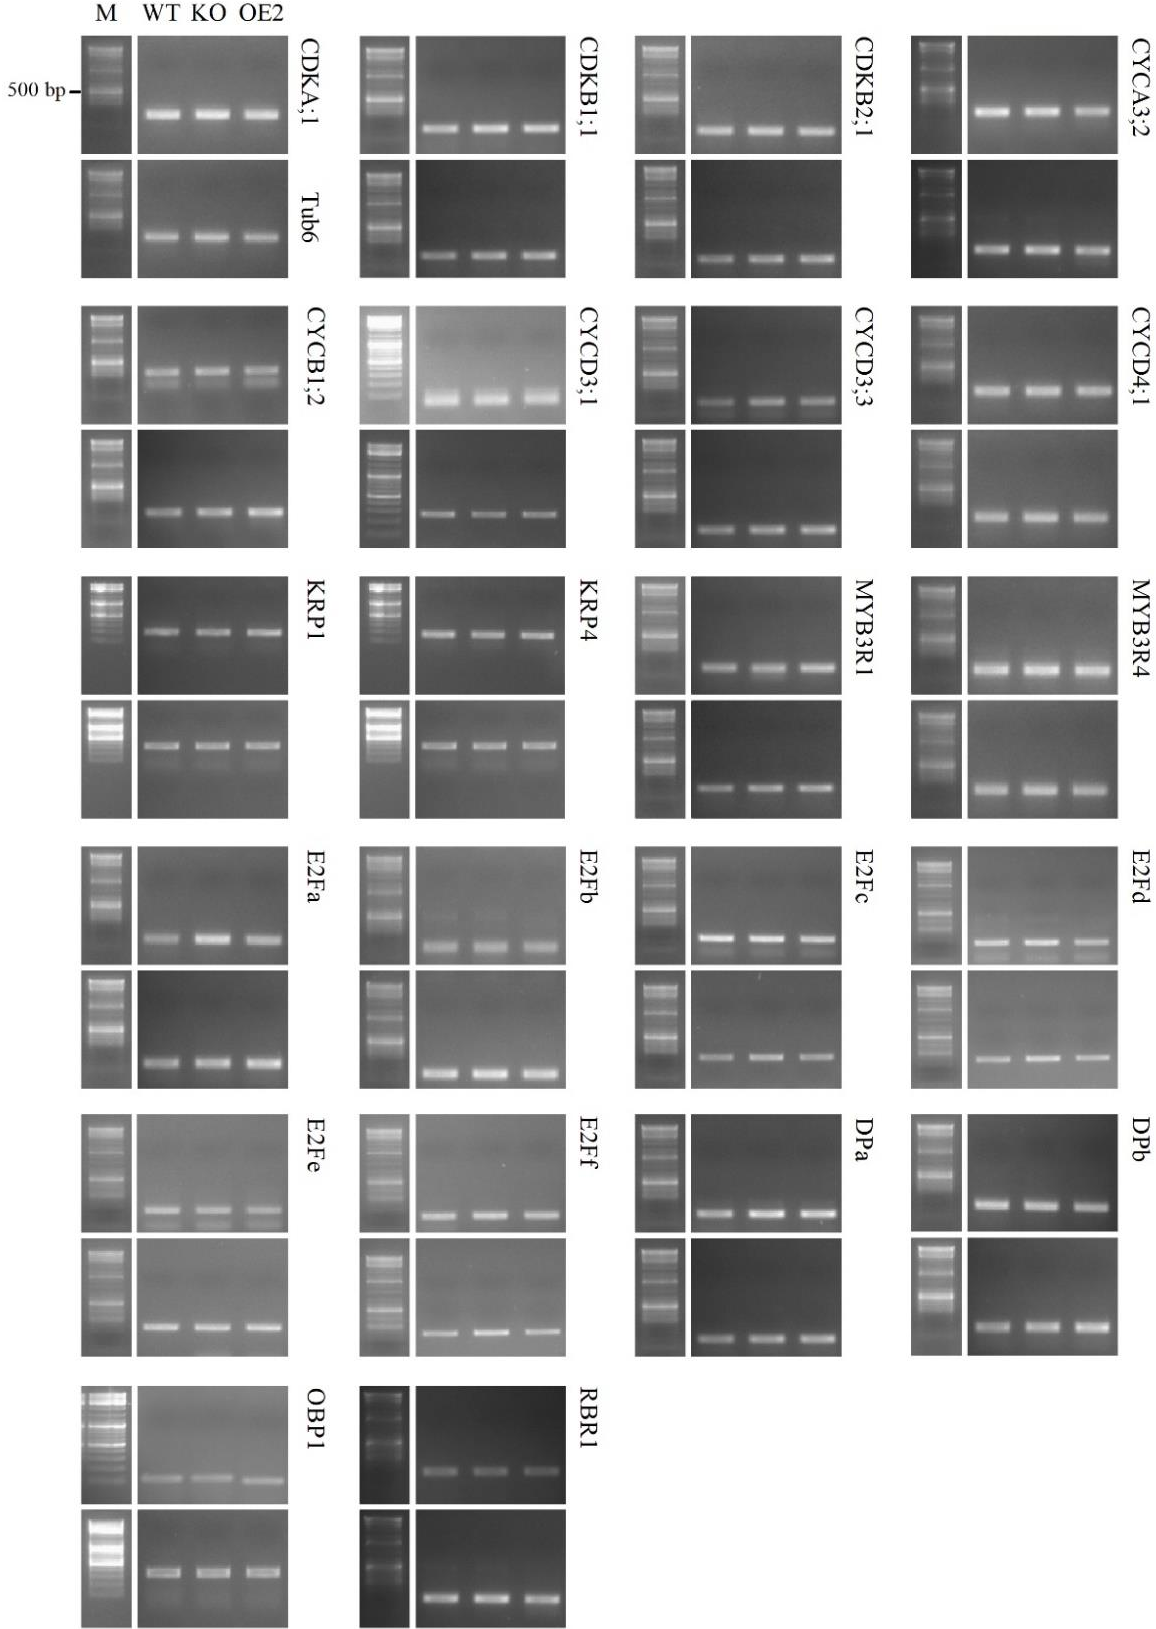 M WT KO OE2
500 bp
CDKA;1
CDKB1;1
CDKB2;1
CYCA3;2
Tub6
CYCB1;2
CYCD3;1
CYCD3;3
CYCD4;1
KRP1
KRP4
MYB3R1
MYB3R4
E2Fa
E2Fb
E2Fc
E2Fd
E2Fe
E2Ff
DPa
DPb
OBP1
RBR1